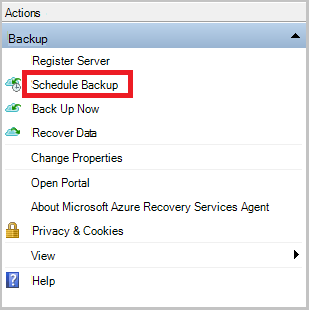 Actions
Backup
Register Server
Schedule Backup
Back Up Now
Recover Data
Change Properties
Open Portal
About Microsoft Azure Recovery Services Agent
Privacy & Cookies
View
Help